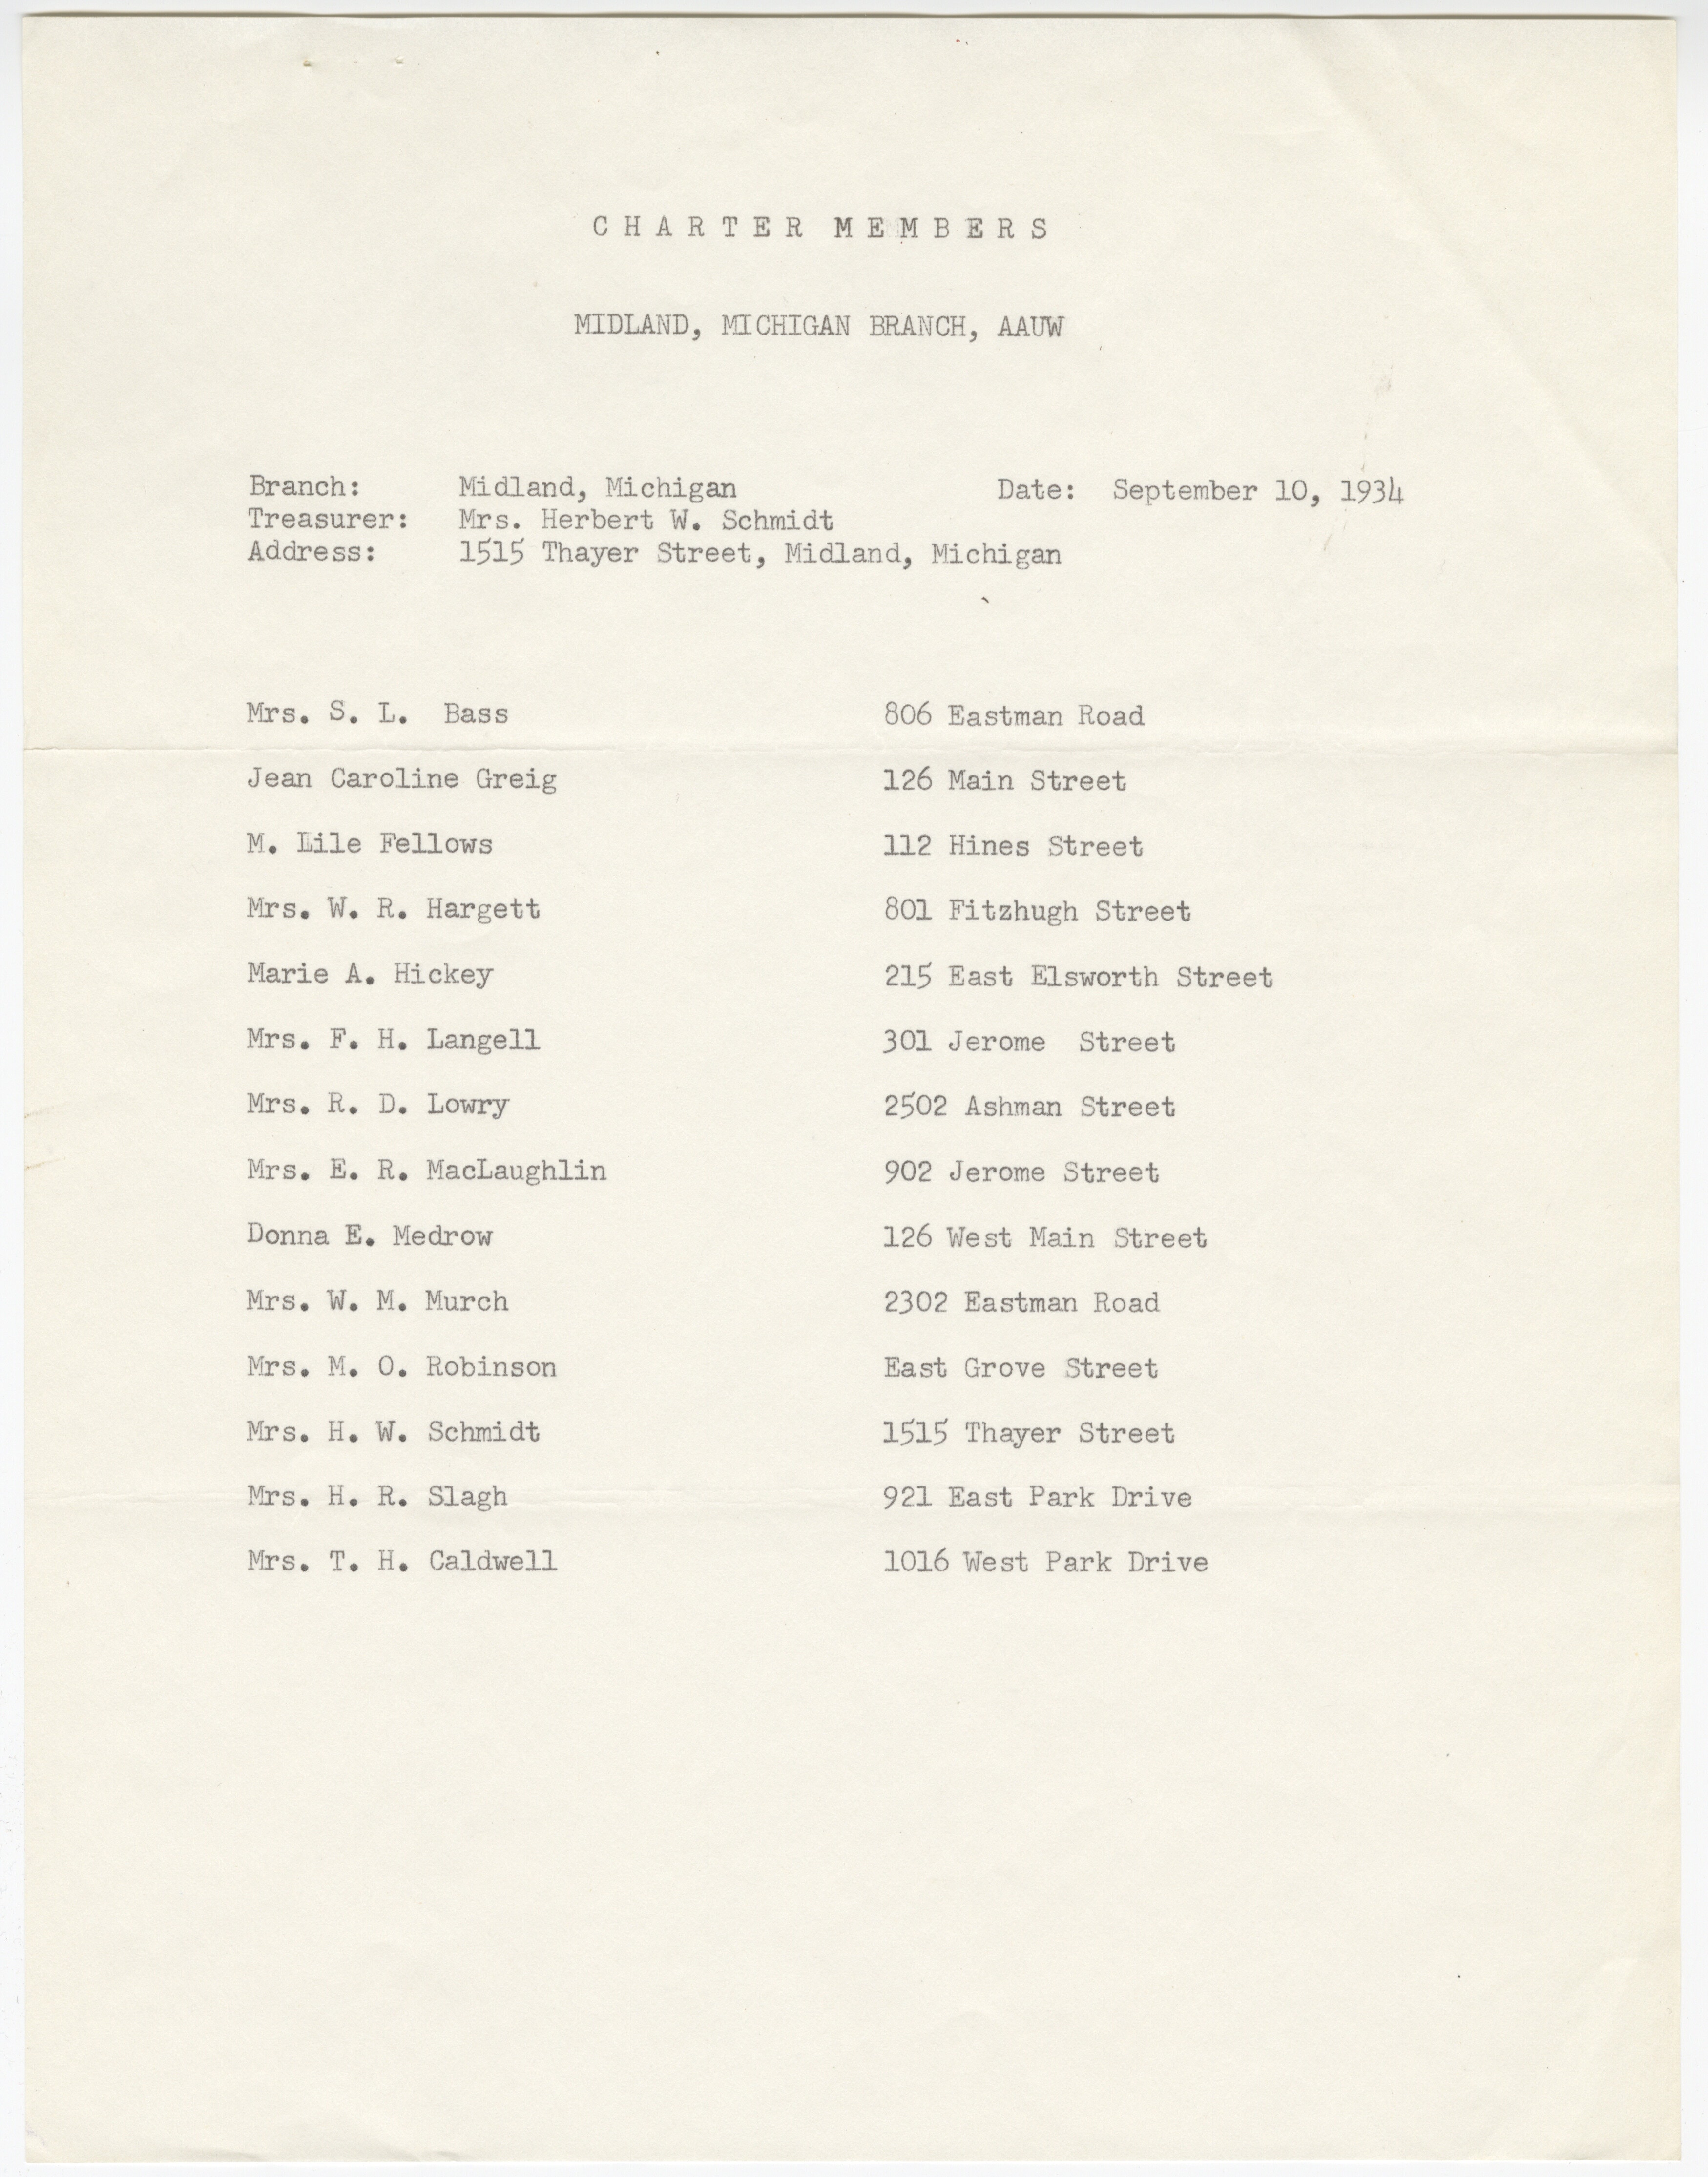 CHARTER MEMBERS
MIDLAND, MICHIGAN BRANCH, AAUW
Branch: Midland, Michigan Date: September 10, 1934
Treasurer: Mrs. Herbert W. Schmidt
Address: 1515 Thayer Street, Midland, Michigan
Mrs. S. L. Bass 806 Eastman Road
Jean Caroline Greig 126 Main Street
M. Lile Fellows 112 Hines Street
Mrs. W. R. Hargett 801 Fitzhugh Street
Marie A. Hickey 215 East Elsworth Street
Mrs. F. H. Langell 301 Jerome Street
Mrs. R. D. Lowry 2502 Ashman Street
Mrs. E. R. MacLaughlin 902 Jerome Street
Donna E. Medrow 126 West Main Street
Mrs. W. M. Murch 2302 Eastman Road
Mrs. M. O. Robinson East Grove Street
Mrs. H. W. Schmidt 1515 Thayer Street
Mrs. H. R. Slagh 921 East Park Drive
Mrs. T. H. Caldwell 1016 West Park Drive